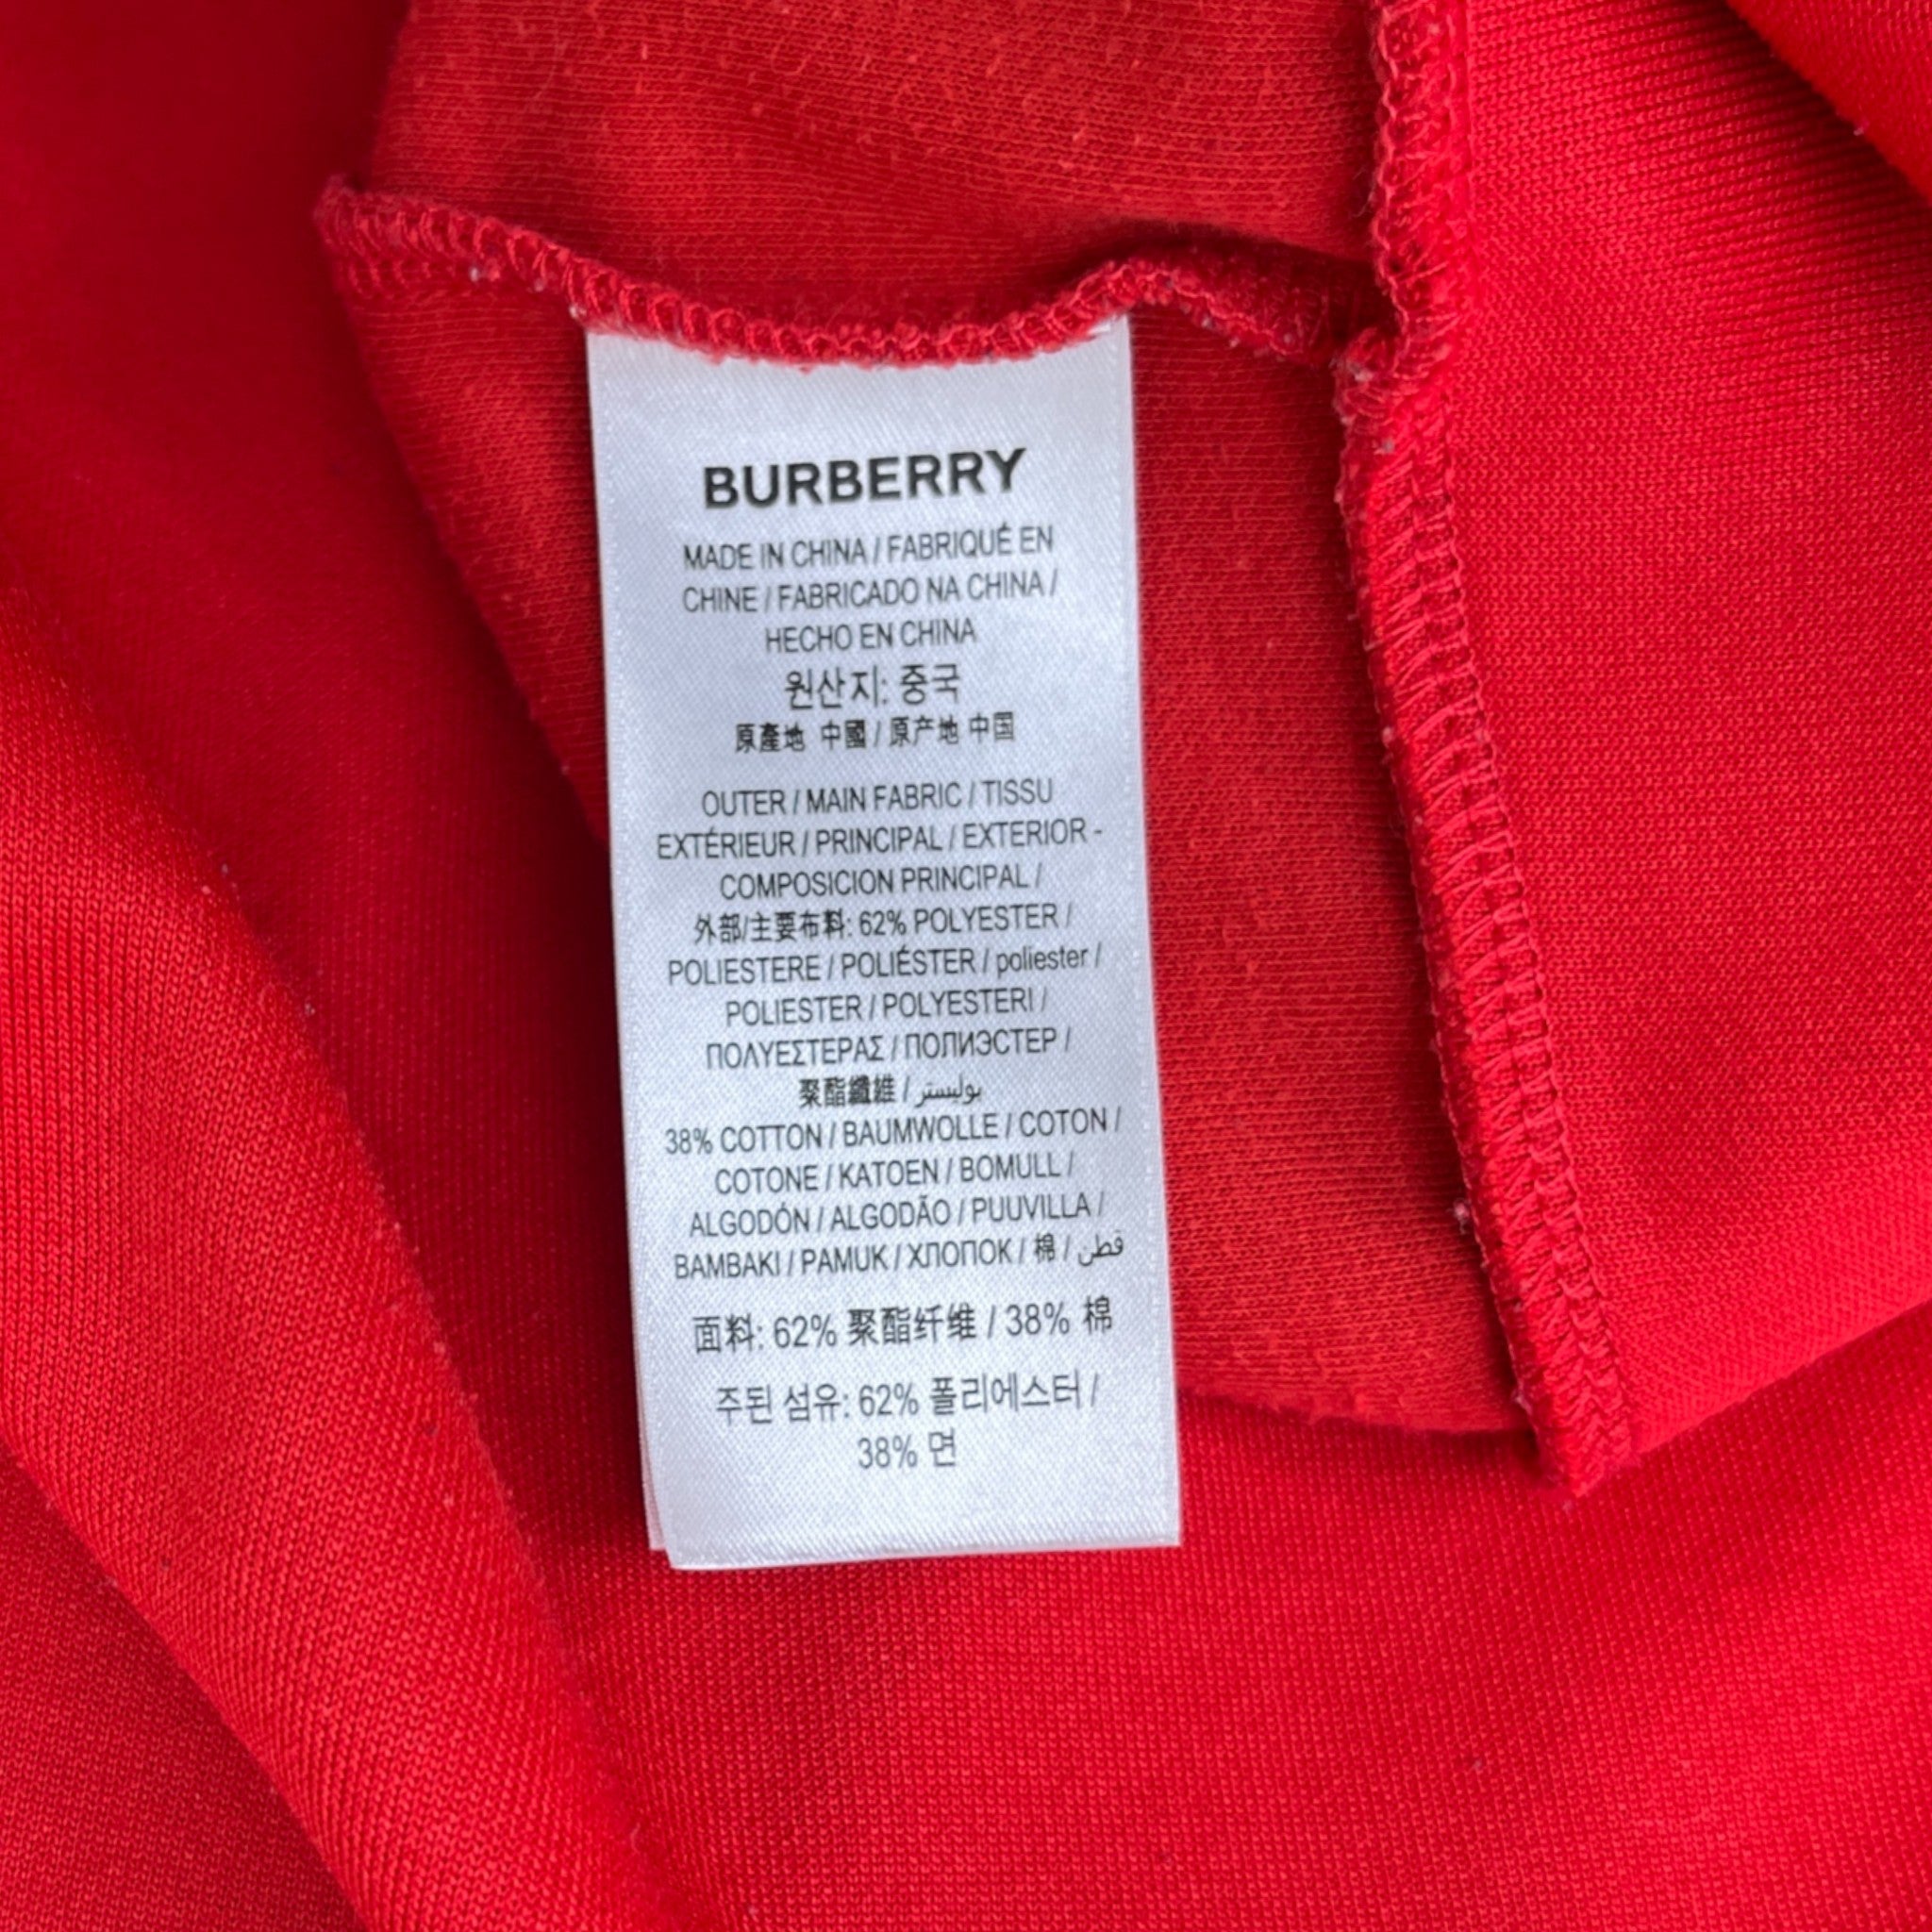 BURBERRY
MADE IN CHINA / FABRIQUÉ EN
CHINE / FABRICADO NA CHINA /
HECHO EN CHINA
원산지: 중국
原產地 中國 / 原产地 中国
OUTER / MAIN FABRIC / TISSU
EXTÉRIEUR / PRINCIPAL / EXTERIOR -
COMPOSICION PRINCIPAL /
外部/主要布料: 62% POLYESTER /
POLIESTERE / POLIÉSTER / poliester /
POLIESTER / POLYESTERI /
ΠΟΛΥΕΣΤΕΡΑΣ / ПОЛИЭСТЕР /
聚酯纖維 / بوليستر
38% COTTON / BAUMWOLLE / COTON /
COTONE / KATOEN / BOMULL /
ALGODÓN / ALGODÃO / PUUVILLA /
BAMBAKI / PAMUK / ХЛОПОК / 棉 / قطن
面料: 62% 聚酯纤维 / 38% 棉
주된 섬유: 62% 폴리에스터 /
38% 면